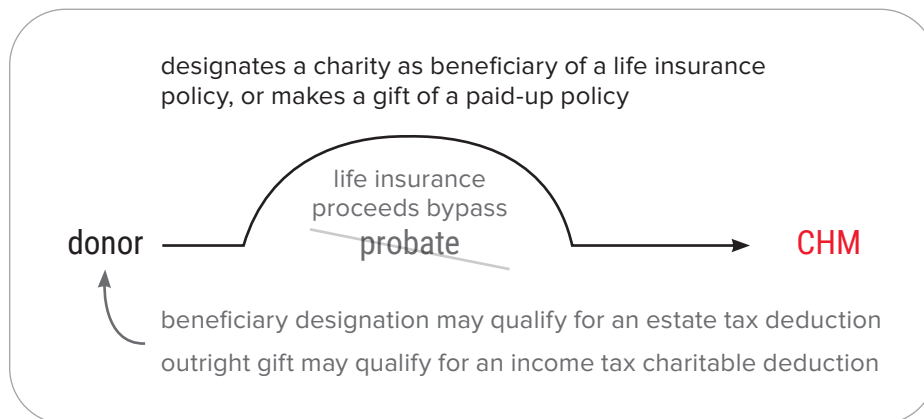 designates a charity as beneficiary of a life insurance
policy, or makes a gift of a paid-up policy
life insurance
proceeds bypass
donor probate CHM
beneficiary designation may qualify for an estate tax deduction
outright gift may qualify for an income tax charitable deduction